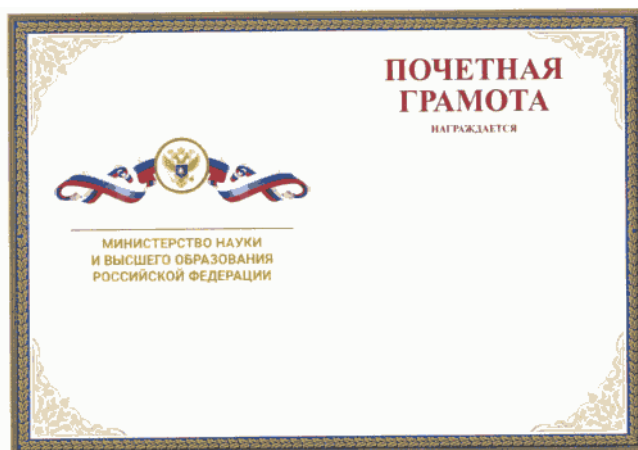 ПОЧЕТНАЯ
ГРАМОТА
НАГРАЖДАЕТСЯ
МИНИСТЕРСТВО НАУКИ
И ВЫСШЕГО ОБРАЗОВАНИЯ
РОССИЙСКОЙ ФЕДЕРАЦИИ